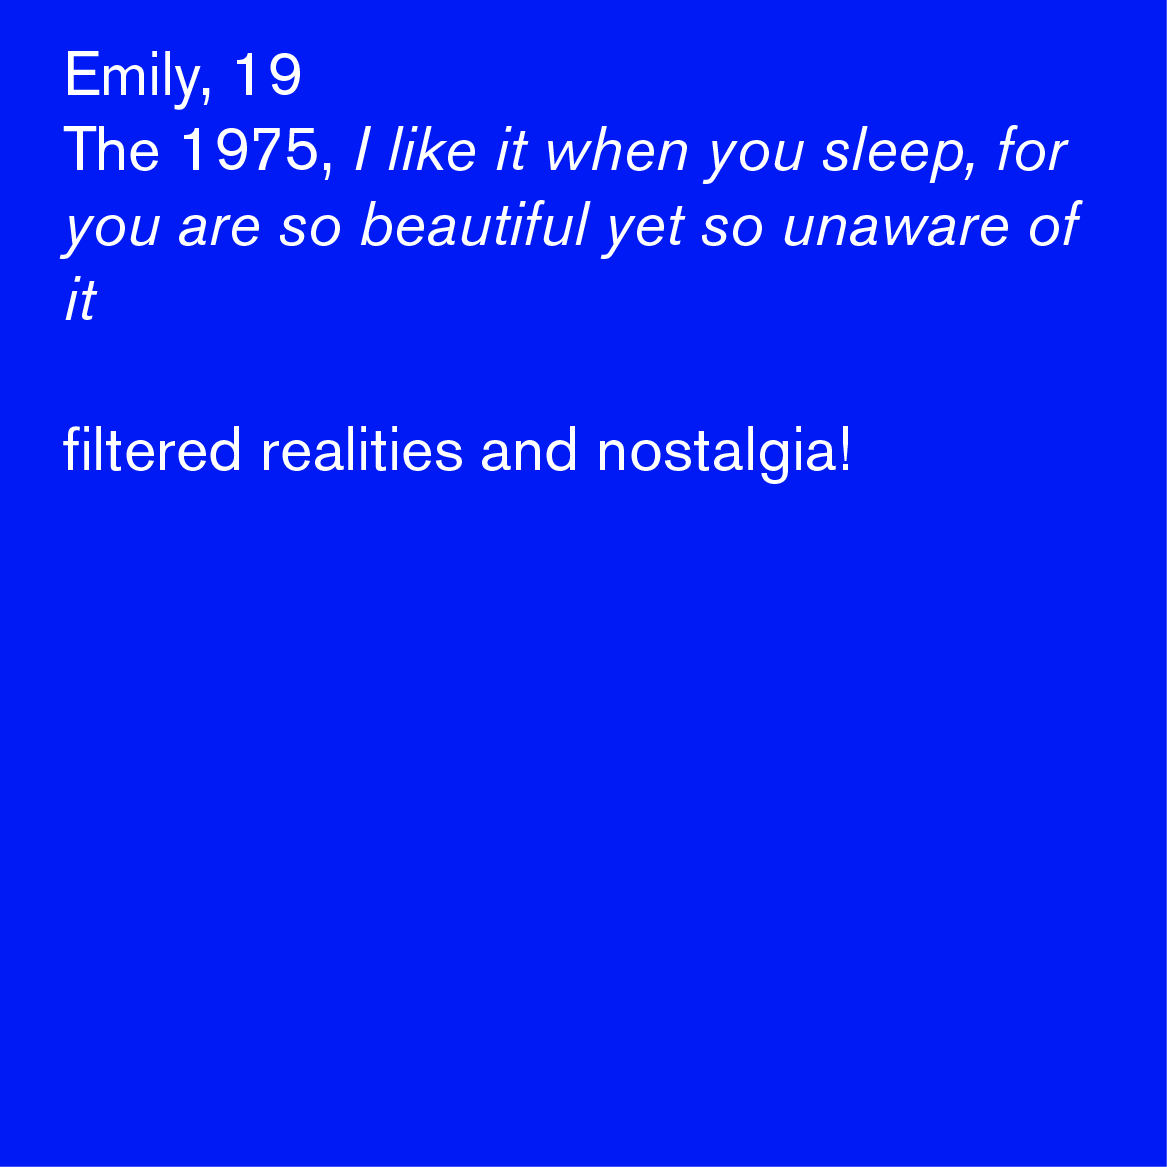 Emily, 19
The 1975, I like it when you sleep, for
you are so beautiful yet so unaware of
it
filtered realities and nostalgia!